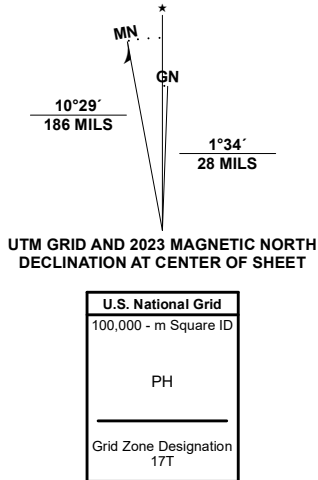 ★
MN
GN
10°29´
186 MILS
1°34´
28 MILS
UTM GRID AND 2023 MAGNETIC NORTH
DECLINATION AT CENTER OF SHEET
U.S. National Grid
100,000 - m Square ID
PH
Grid Zone Designation
17T